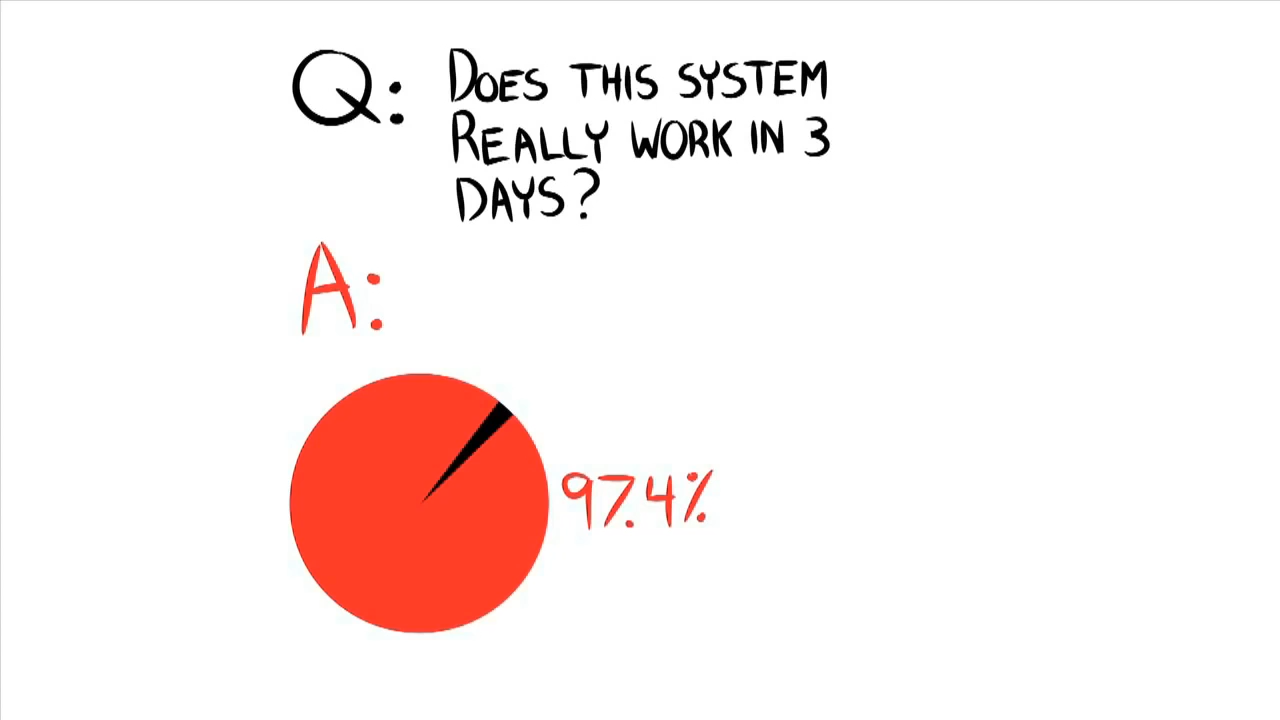 Q: DOES THIS SYSTEM
REALLY WORK IN 3
DAYS?
A:
97.4%